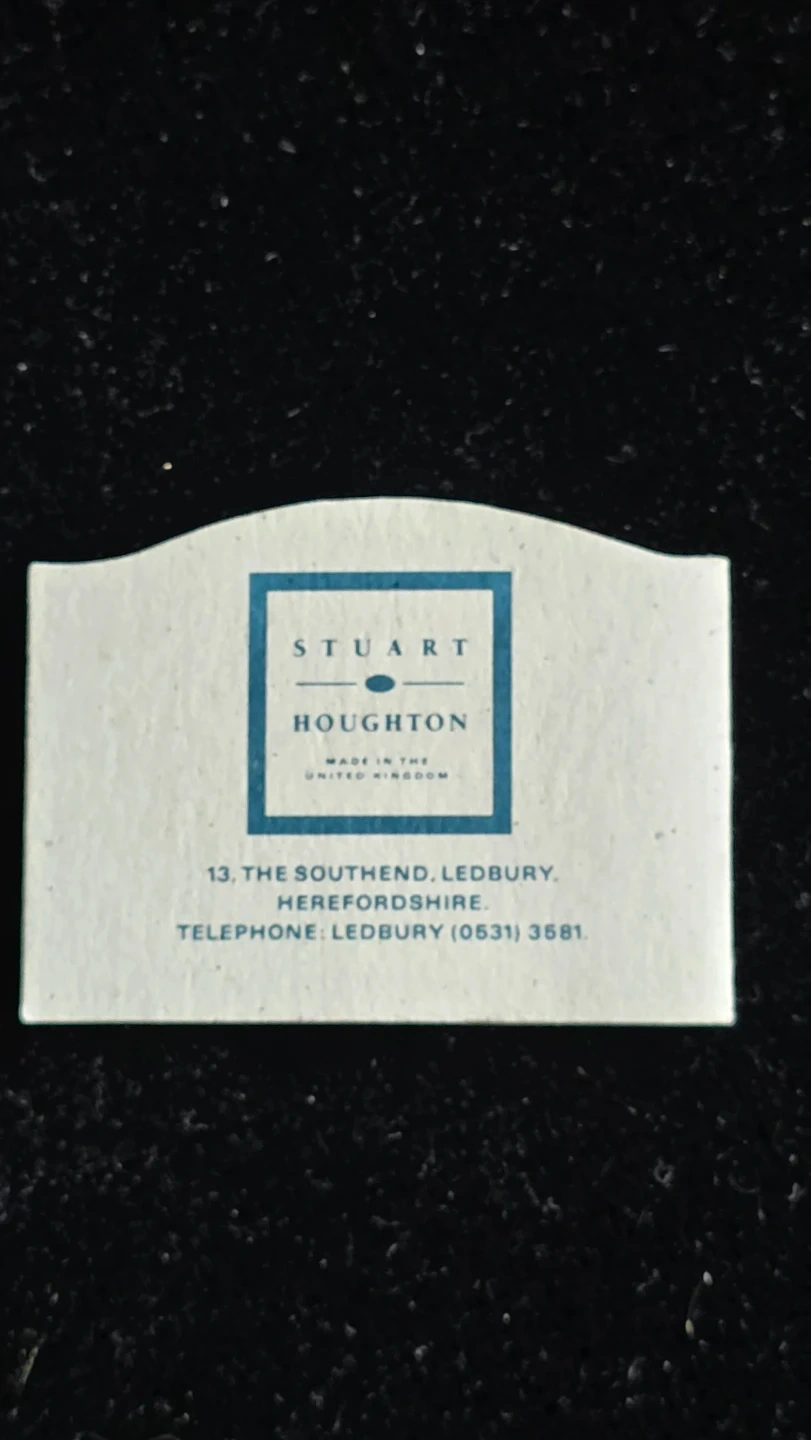 STUART
HOUGHTON
MADE IN THE
UNITED KINGDOM
13, THE SOUTHEND, LEDBURY,
HEREFORDSHIRE.
TELEPHONE: LEDBURY (0531) 3581.